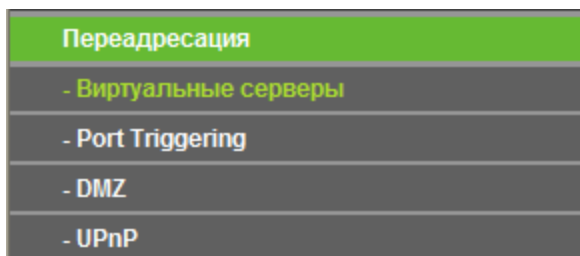 Переадресация
- Виртуальные серверы
- Port Triggering
- DMZ
- UPnP